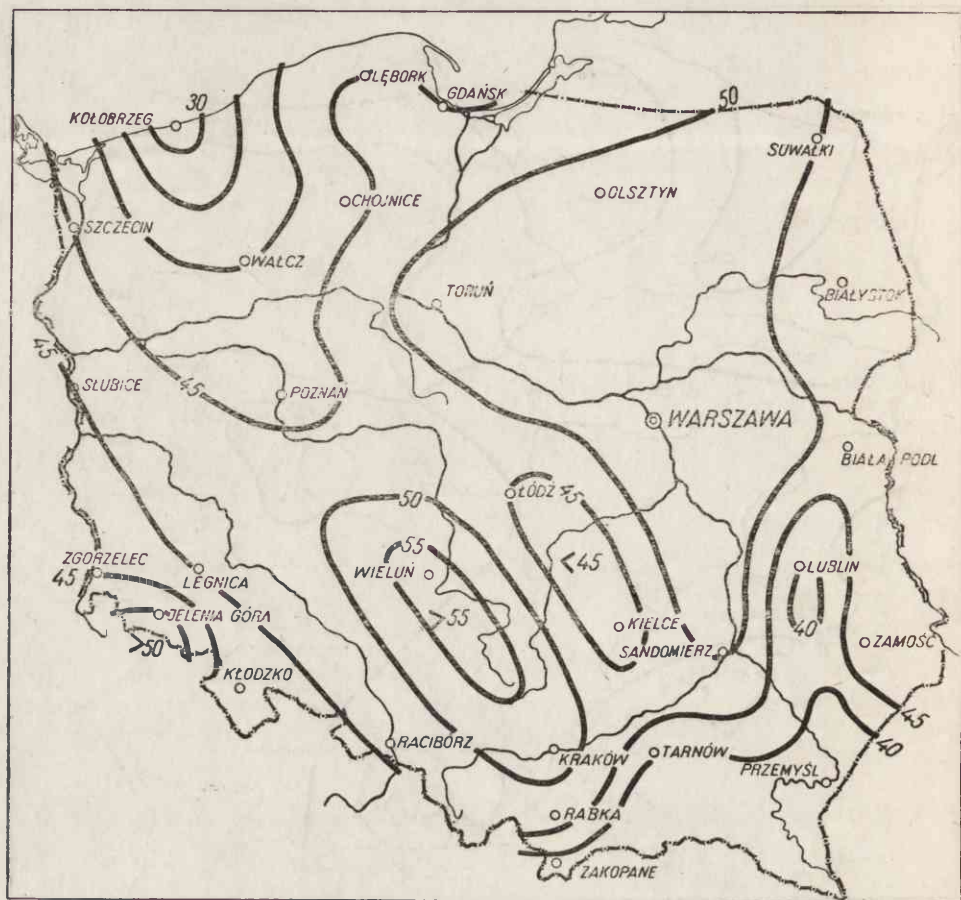 30
LĘBORK
GDAŃSK
KOŁOBRZEG
50
SUWAŁKI
CHOJNICE
OLSZTYN
SZCZECIN
WAŁCZ
TORUŃ
BIAŁYSTOK
45
45
SŁUBICE
POZNAŃ
WARSZAWA
BIAŁA PODL
50
ŁÓDŹ
45
ZGORZELEC
45
LEGNICA
55
WIELUŃ
<45
LUBLIN
JELENIA GÓRA
>55
KIELCE
40
>50
SANDOMIERZ
ZAMOŚĆ
KŁODZKO
45
RACIBÓRZ
KRAKÓW
TARNÓW
40
PRZEMYŚL
RABKA
ZAKOPANE